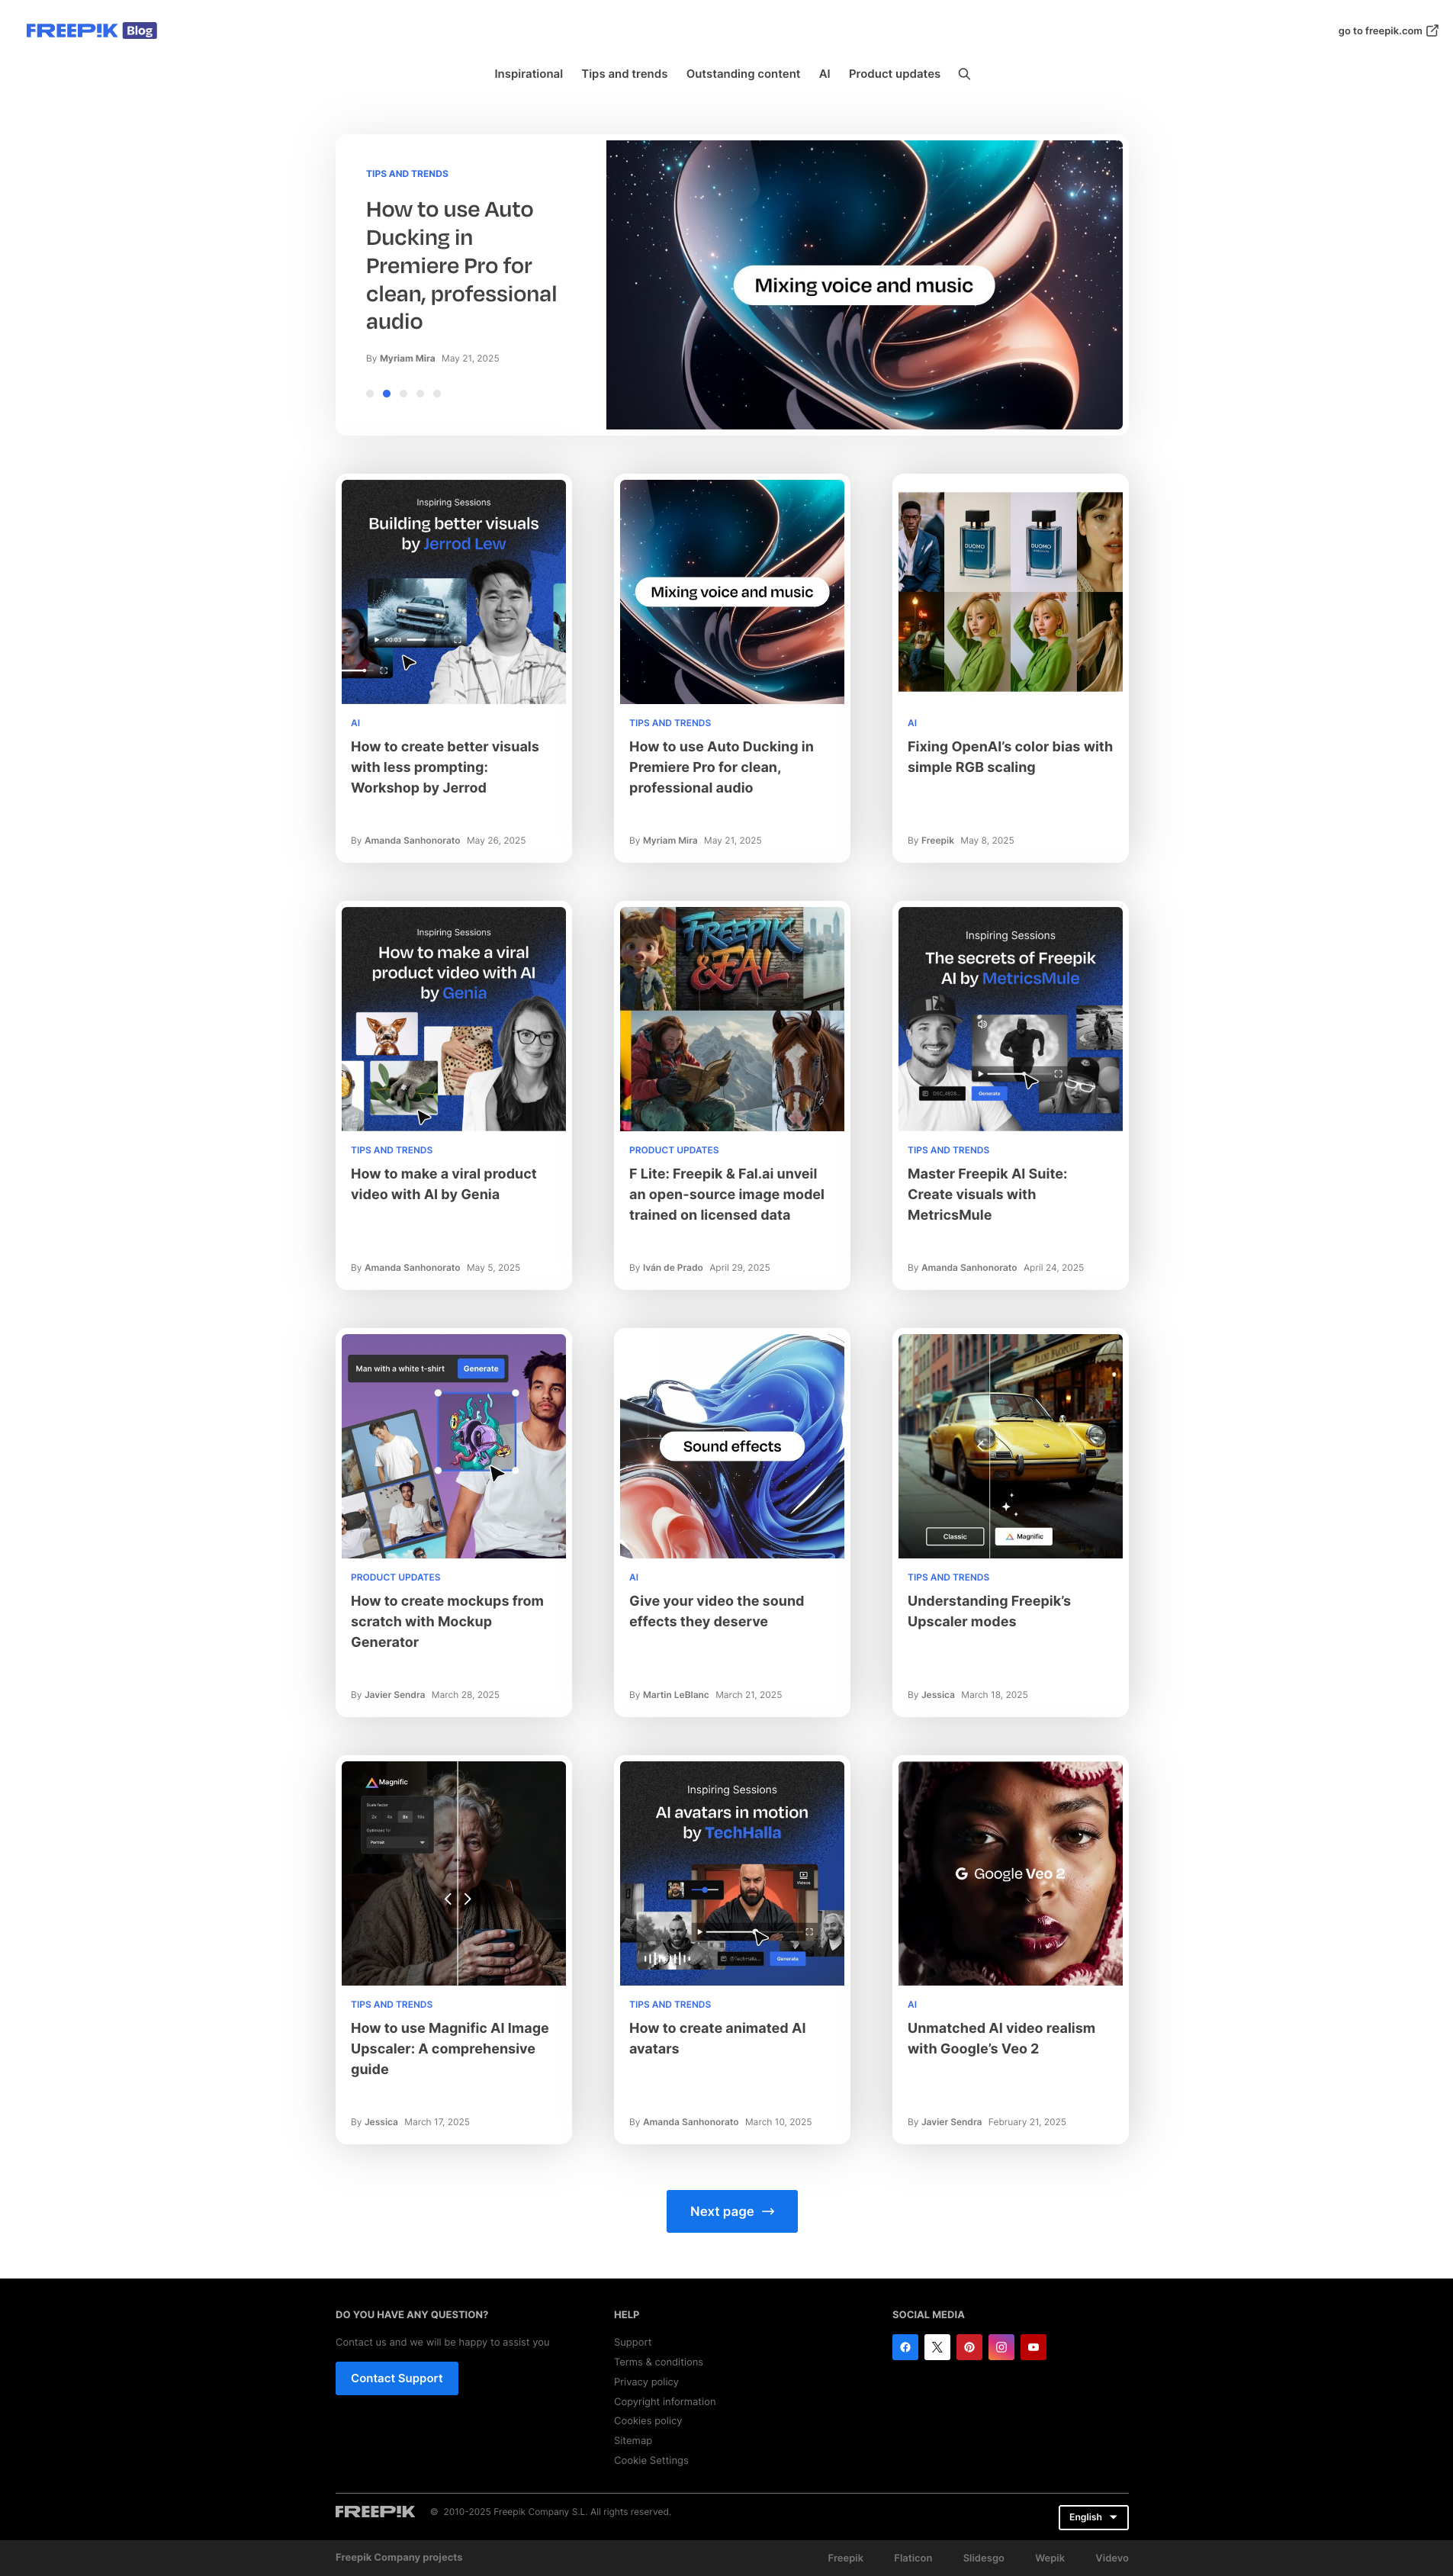 FREEPIK Blog
go to freepik.com
Inspirational Tips and trends Outstanding content AI Product updates
TIPS AND TRENDS
How to use Auto
Ducking in
Premiere Pro for
clean, professional
audio
By Myriam Mira May 21, 2025
Mixing voice and music
Inspiring Sessions
Building better visuals
by Jerrod Lew
00:03
AI
How to create better visuals
with less prompting:
Workshop by Jerrod
By Amanda Sanhonorato May 26, 2025
Mixing voice and music
TIPS AND TRENDS
How to use Auto Ducking in
Premiere Pro for clean,
professional audio
By Myriam Mira May 21, 2025
DUOMO
DUOMO
AI
Fixing OpenAI’s color bias with
simple RGB scaling
By Freepik May 8, 2025
Inspiring Sessions
How to make a viral
product video with AI
by Genia
TIPS AND TRENDS
How to make a viral product
video with AI by Genia
By Amanda Sanhonorato May 5, 2025
FREEPIK
&FAL
PRODUCT UPDATES
F Lite: Freepik & Fal.ai unveil
an open-source image model
trained on licensed data
By Iván de Prado April 29, 2025
Inspiring Sessions
The secrets of Freepik
AI by MetricsMule
Generate
TIPS AND TRENDS
Master Freepik AI Suite:
Create visuals with
MetricsMule
By Amanda Sanhonorato April 24, 2025
Man with a white t-shirt Generate
PRODUCT UPDATES
How to create mockups from
scratch with Mockup
Generator
By Javier Sendra March 28, 2025
Sound effects
AI
Give your video the sound
effects they deserve
By Martin LeBlanc March 21, 2025
Classic Magnific
TIPS AND TRENDS
Understanding Freepik’s
Upscaler modes
By Jessica March 18, 2025
Magnific
Scale factor
2x 4x 8x 16x
Optimized for
Portrait
TIPS AND TRENDS
How to use Magnific AI Image
Upscaler: A comprehensive
guide
By Jessica March 17, 2025
Inspiring Sessions
AI avatars in motion
by TechHalla
Videos
@TechHalla...
Generate
TIPS AND TRENDS
How to create animated AI
avatars
By Amanda Sanhonorato March 10, 2025
Google Veo 2
AI
Unmatched AI video realism
with Google’s Veo 2
By Javier Sendra February 21, 2025
Next page
DO YOU HAVE ANY QUESTION?
Contact us and we will be happy to assist you
Contact Support
HELP
Support
Terms & conditions
Privacy policy
Copyright information
Cookies policy
Sitemap
Cookie Settings
SOCIAL MEDIA
FREEPIK © 2010-2025 Freepik Company S.L. All rights reserved.
English
Freepik Company projects
Freepik Flaticon Slidesgo Wepik Videvo